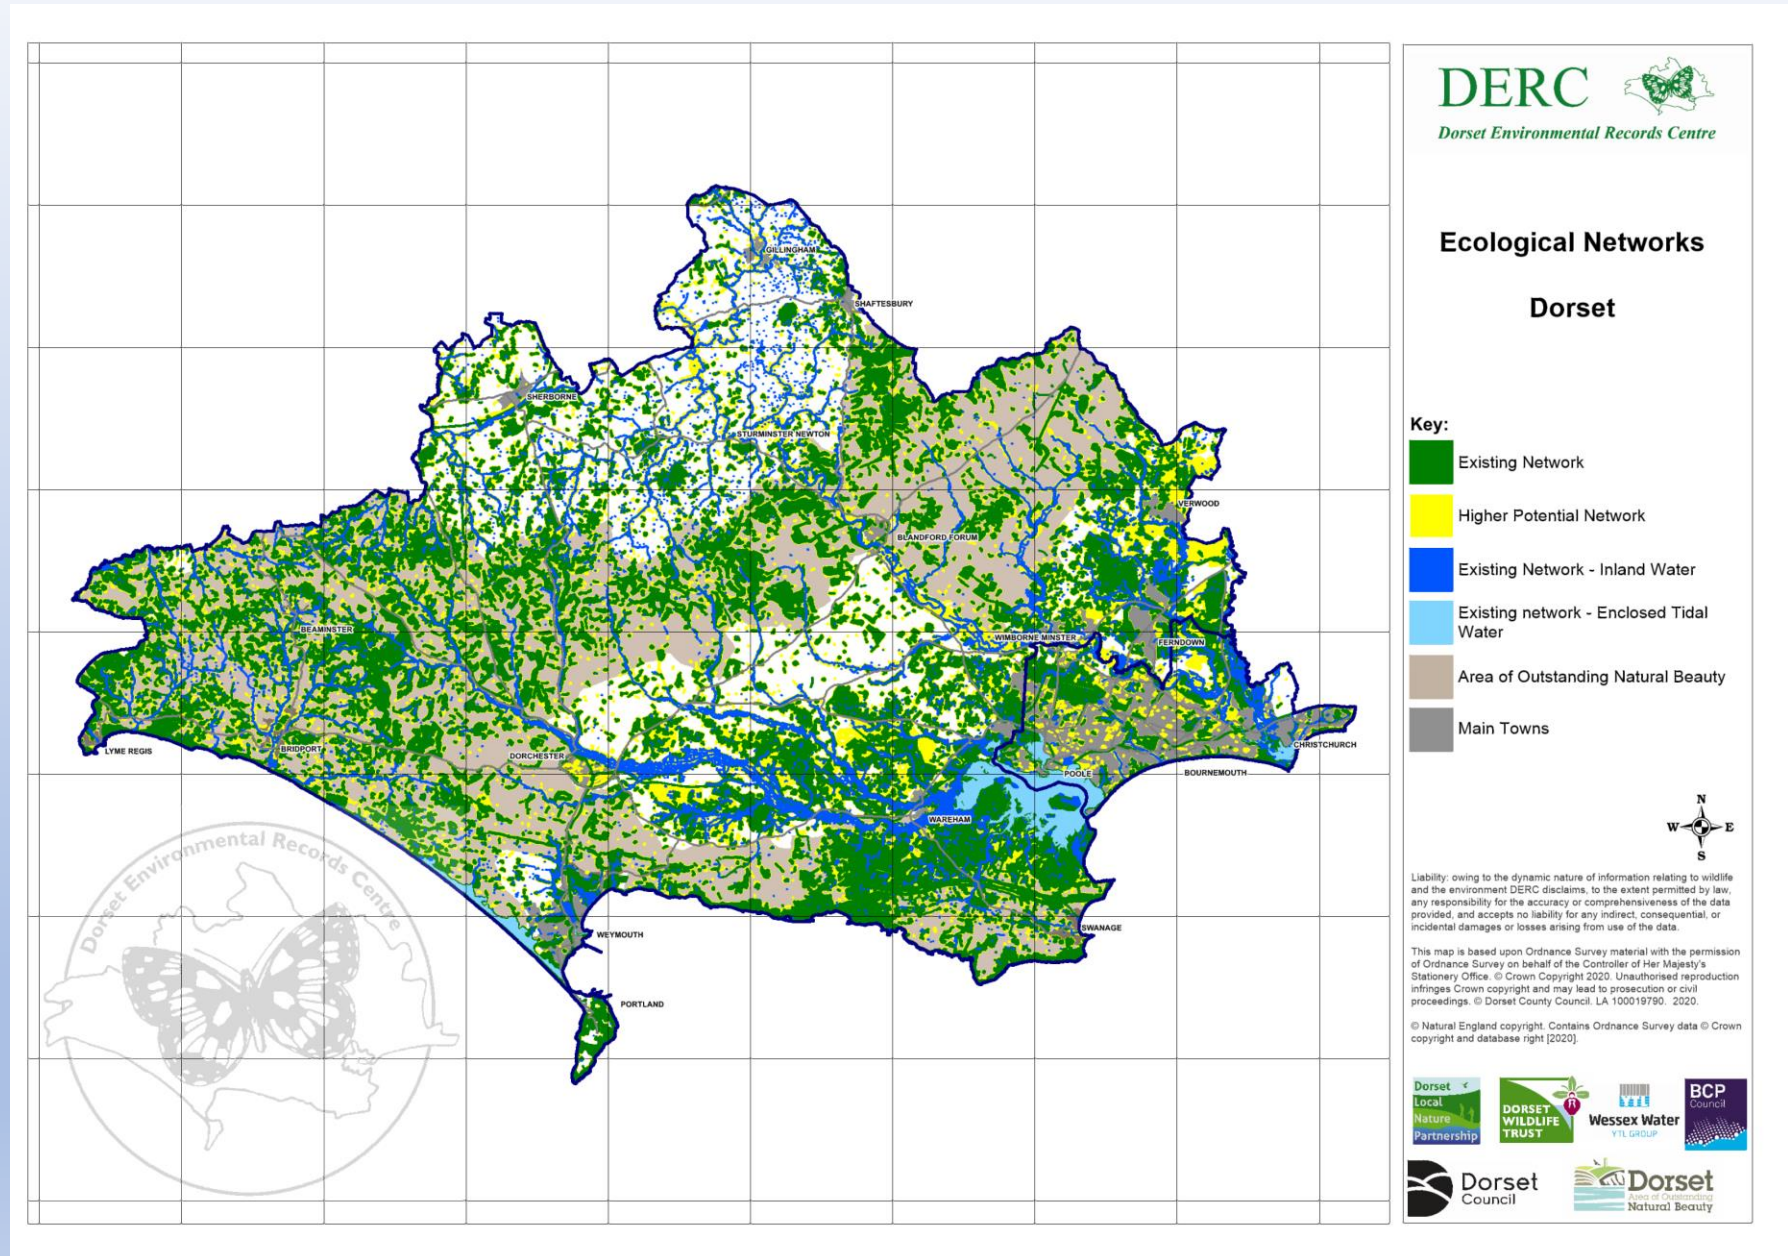 DERC
Dorset Environmental Records Centre
Ecological Networks
Dorset
Key:
Existing Network
Higher Potential Network
Existing Network - Inland Water
Existing network - Enclosed Tidal
Water
Area of Outstanding Natural Beauty
Main Towns
N
W E
S
Liability: owing to the dynamic nature of information relating to wildlife
and the environment DERC disclaims, to the extent permitted by law,
any responsibility for the accuracy or comprehensiveness of the data
provided, and accepts no liability for any indirect, consequential, or
incidental damages or losses arising from use of the data.
This map is based upon Ordnance Survey material with the permission
of Ordnance Survey on behalf of the Controller of Her Majesty's
Stationery Office. © Crown Copyright 2020. Unauthorised reproduction
infringes Crown copyright and may lead to prosecution or civil
proceedings. © Dorset County Council. LA 100019790. 2020.
© Natural England copyright. Contains Ordnance Survey data © Crown
copyright and database right [2020].
Dorset
Local
Nature
Partnership
DORSET
WILDLIFE
TRUST
YTL
Wessex Water
YTL GROUP
BCP
Council
Dorset
Council
Dorset
Area of Outstanding
Natural Beauty
GILLINGHAM
SHAFTESBURY
SHERBORNE
STURMINSTER NEWTON
VERWOOD
BLANDFORD FORUM
BEAMINSTER
WIMBORNE MINSTER
FERNDOWN
LYME REGIS
BRIDPORT
DORCHESTER
CHRISTCHURCH
POOLE
BOURNEMOUTH
WAREHAM
SWANAGE
WEYMOUTH
PORTLAND
Dorset Environmental Records Centre